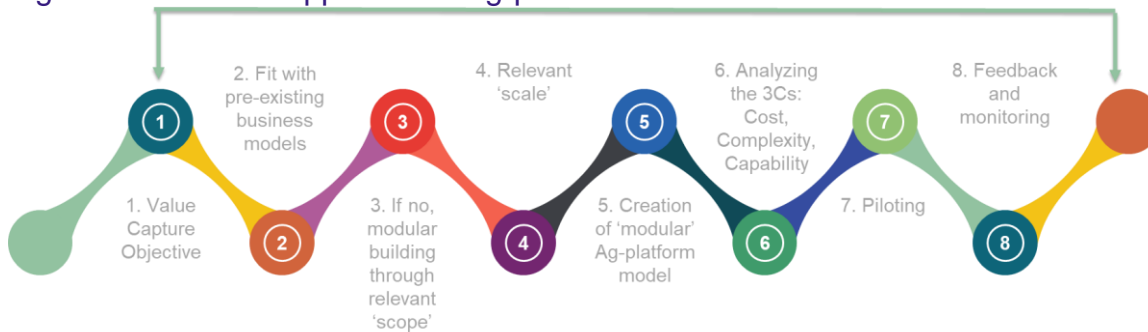 1
2
3
4
5
6
7
8
1. Value
Capture
Objective
2. Fit with
pre-existing
business
models
3. If no,
modular
building
through
relevant
'scope'
4. Relevant
'scale'
5. Creation
of 'modular'
Ag-platform
model
6. Analyzing
the 3Cs:
Cost,
Complexity,
Capability
7. Piloting
8. Feedback
and
monitoring